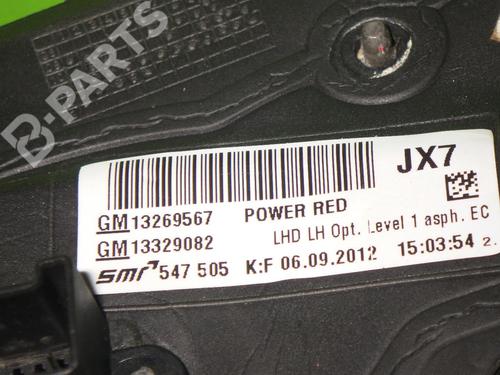 B-PARTS
JX7
GM13269567 POWER RED
GM13329082 LHD LH Opt. Level 1 asph. EC
smr 547 505 K:F 06.09.2012 15:03:54 2.